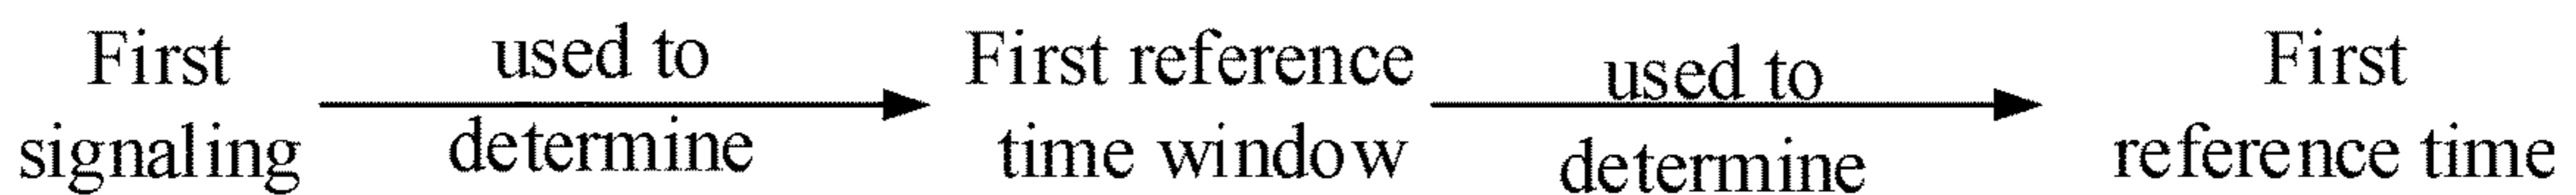 First
signaling
used to
determine
First reference
time window
used to
determine
First
reference time